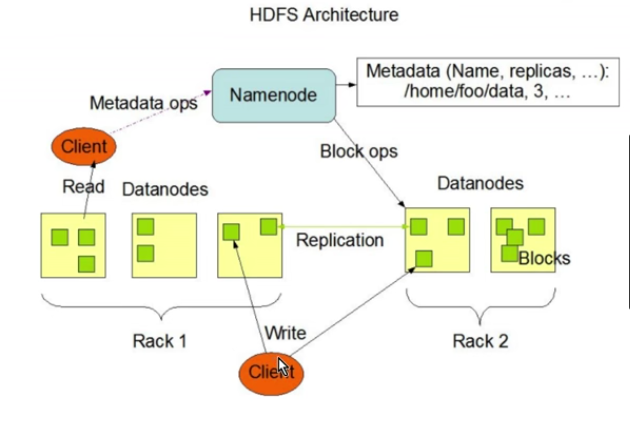 HDFS Architecture
Metadata (Name, replicas, ...):
/home/foo/data, 3, ...
Namenode
Metadata ops
Client
Block ops
Read
Datanodes
Datanodes
Replication
Blocks
Rack 1
Write
Rack 2
Client